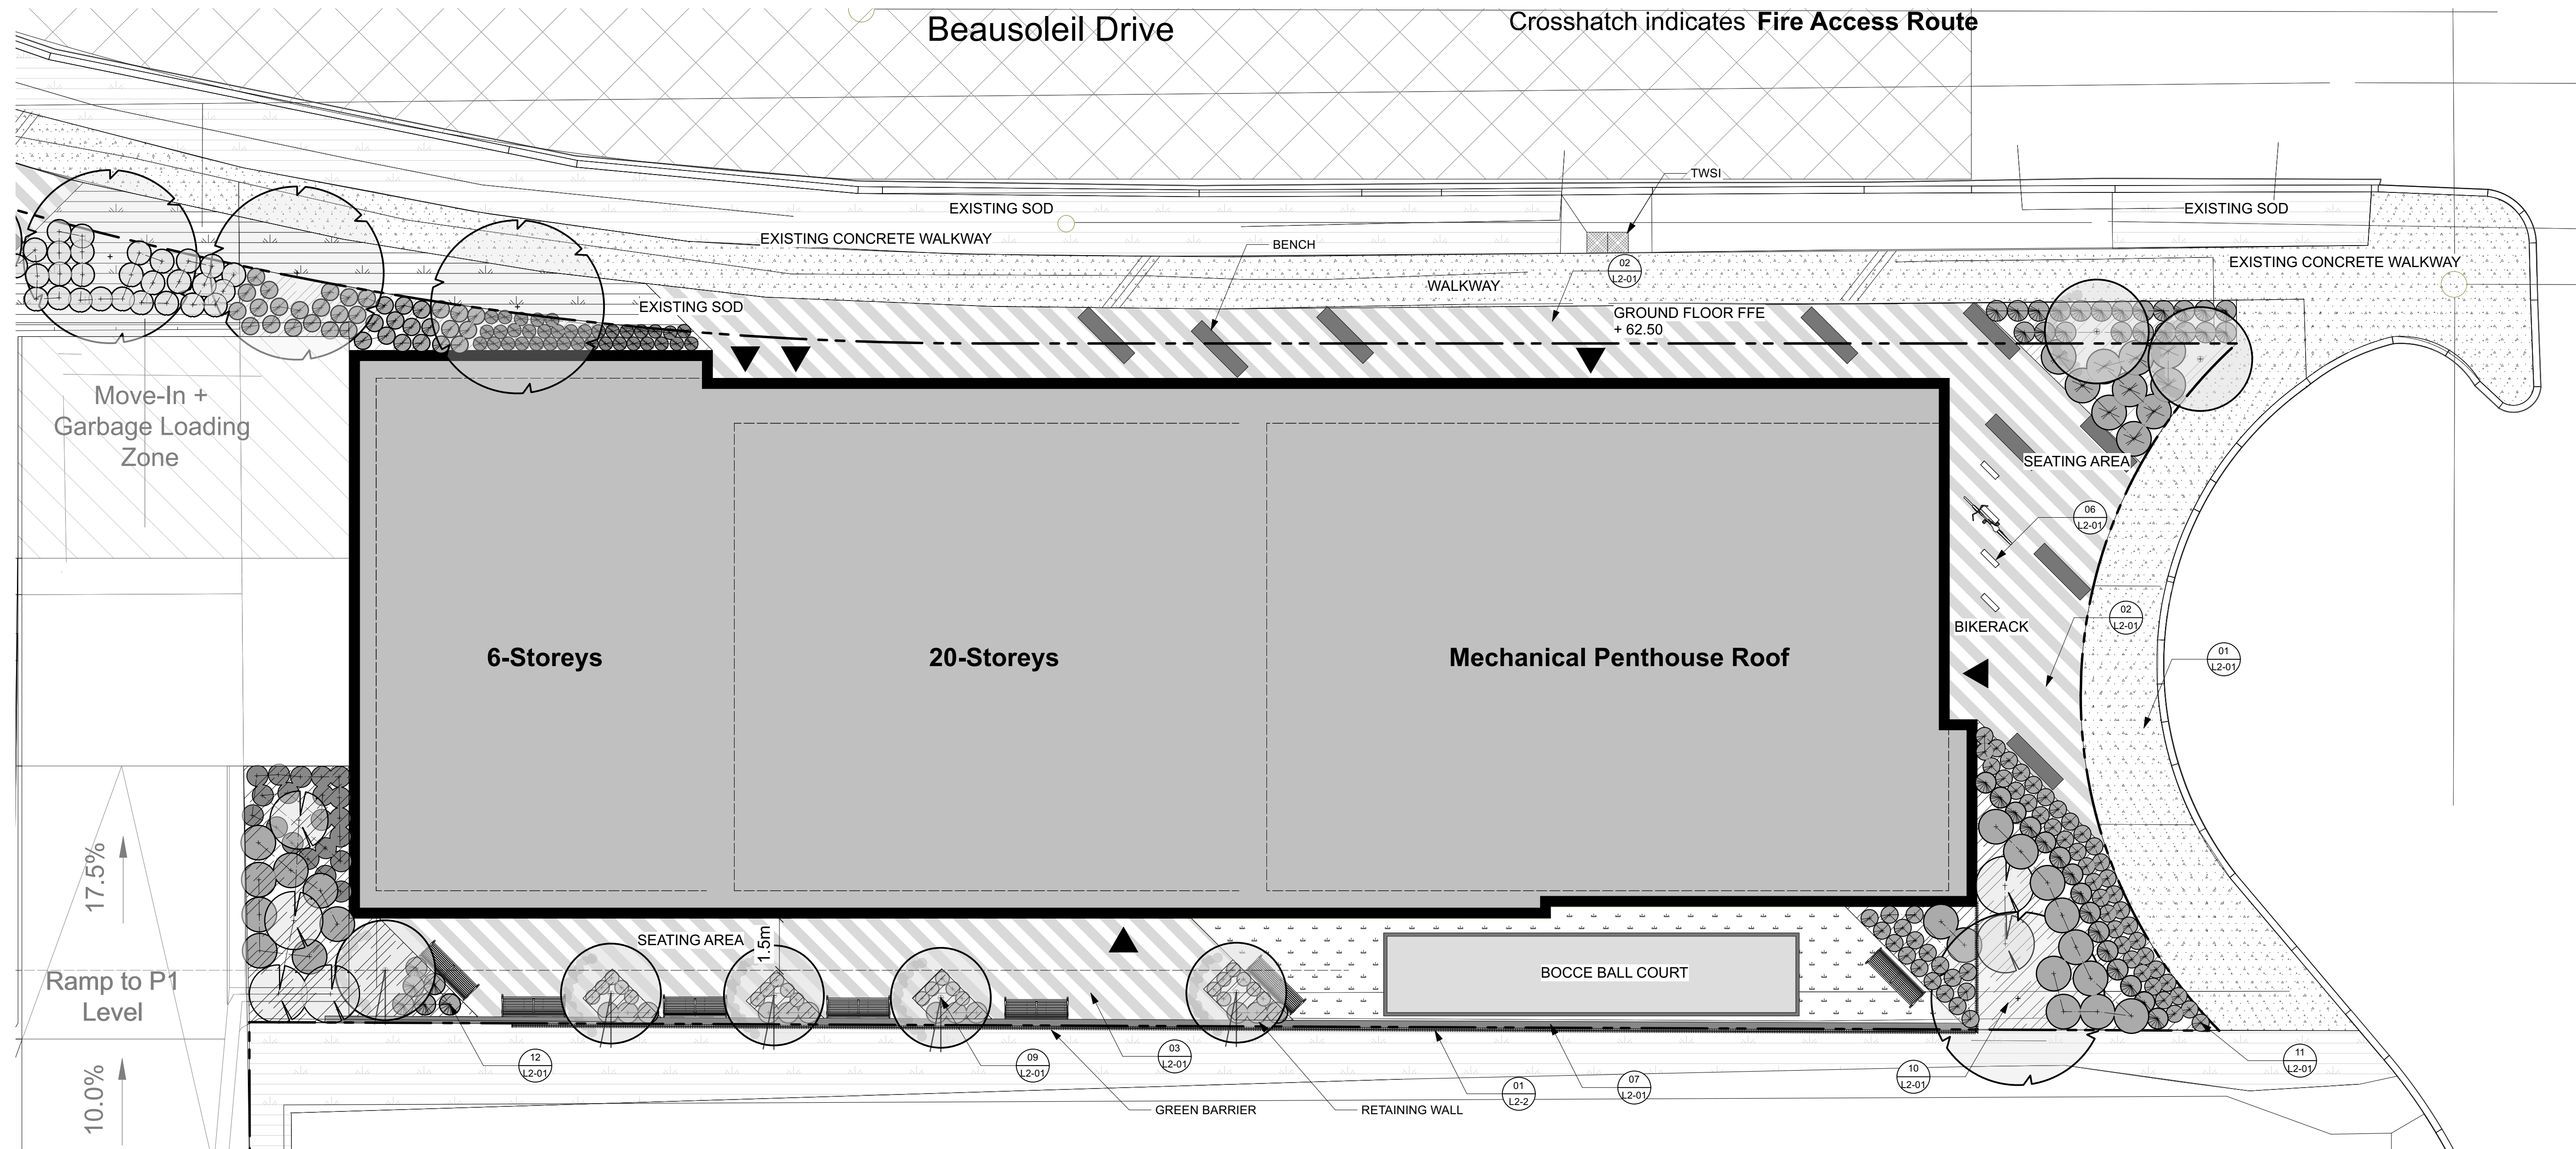 Beausoleil Drive
Crosshatch indicates Fire Access Route
TWSI
EXISTING SOD
EXISTING SOD
EXISTING CONCRETE WALKWAY
BENCH
EXISTING CONCRETE WALKWAY
02
L2-01
WALKWAY
EXISTING SOD
GROUND FLOOR FFE
+ 62.50
Move-In +
Garbage Loading
Zone
SEATING AREA
06
L2-01
BIKERACK
02
L2-01
01
L2-01
6-Storeys
20-Storeys
Mechanical Penthouse Roof
17.5%
SEATING AREA
1.5m
BOCCE BALL COURT
Ramp to P1
Level
10.0%
12
L2-01
09
L2-01
03
L2-01
01
L2-2
07
L2-01
10
L2-01
11
L2-01
GREEN BARRIER
RETAINING WALL